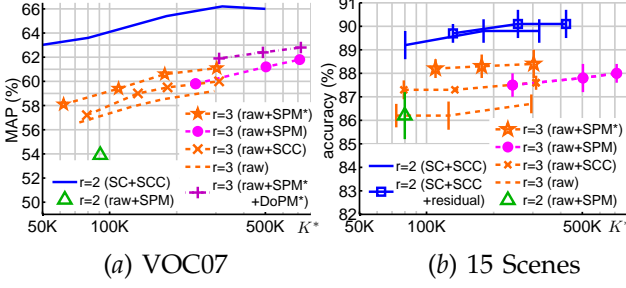 66
64
62
60
58
56
54
52
50
MAP (%)
r=3 (raw+SPM*)
r=3 (raw+SPM)
r=3 (raw+SCC)
r=3 (raw)
r=3 (raw+SPM*
+DoPM*)
r=2 (SC+SCC)
r=2 (raw+SPM)
50K 100K 500K K*
(a) VOC07
91
90
89
88
87
86
85
84
83
82
accuracy (%)
r=3 (raw+SPM*)
r=3 (raw+SPM)
r=3 (raw+SCC)
r=3 (raw)
r=2 (raw+SPM)
r=2 (SC+SCC)
r=2 (SC+SCC
+residual)
50K 100K 500K
(b) 15 Scenes